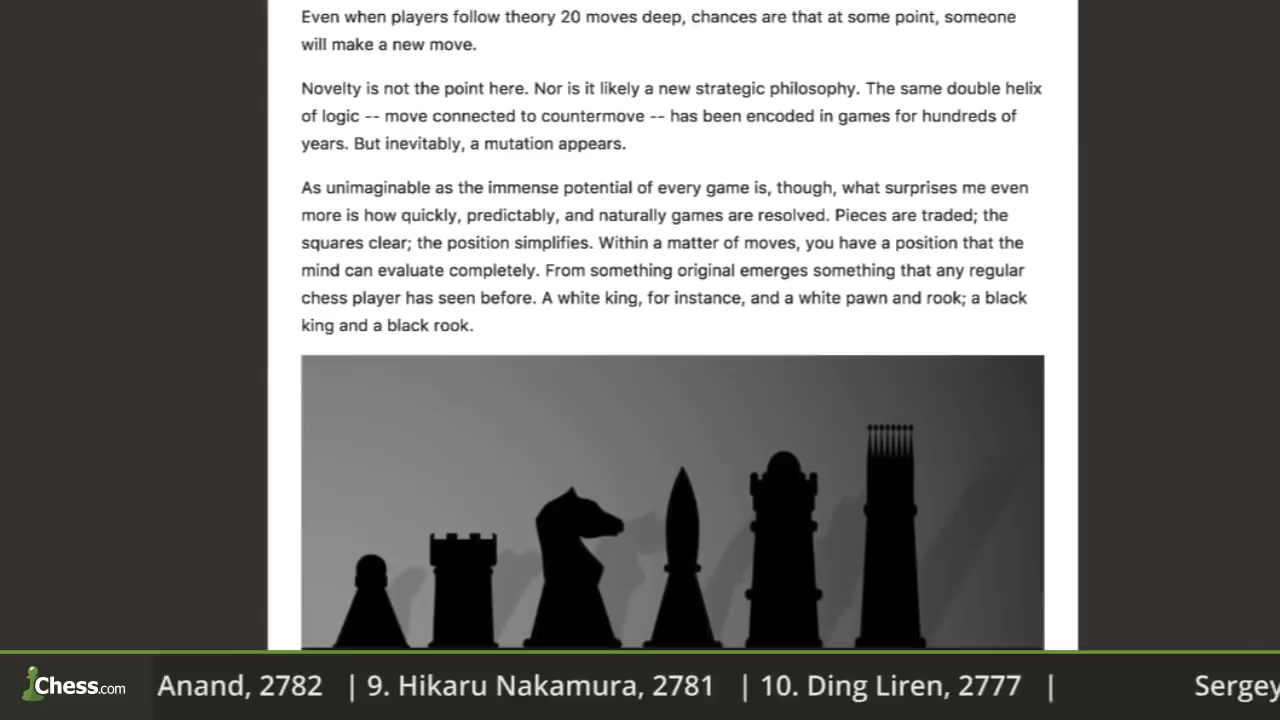 Even when players follow theory 20 moves deep, chances are that at some point, someone
will make a new move.
Novelty is not the point here. Nor is it likely a new strategic philosophy. The same double helix
of logic -- move connected to countermove -- has been encoded in games for hundreds of
years. But inevitably, a mutation appears.
As unimaginable as the immense potential of every game is, though, what surprises me even
more is how quickly, predictably, and naturally games are resolved. Pieces are traded; the
squares clear; the position simplifies. Within a matter of moves, you have a position that the
mind can evaluate completely. From something original emerges something that any regular
chess player has seen before. A white king, for instance, and a white pawn and rook; a black
king and a black rook.
Chess.com Anand, 2782 | 9. Hikaru Nakamura, 2781 | 10. Ding Liren, 2777 | Sergey